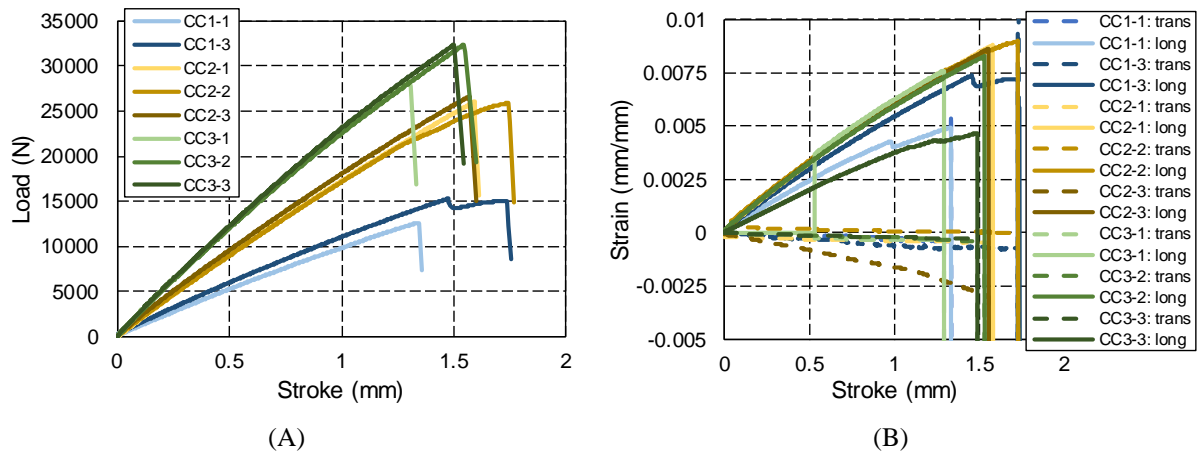 35000
30000
25000
20000
15000
10000
5000
0
Load (N)
CC1-1
CC1-3
CC2-1
CC2-2
CC2-3
CC3-1
CC3-2
CC3-3
0
0.5
1
1.5
2
Stroke (mm)
(A)
0.01
0.0075
0.005
0.0025
0
-0.0025
-0.005
Strain (mm/mm)
0
0.5
1
1.5
2
Stroke (mm)
CC1-1: trans
CC1-1: long
CC1-3: trans
CC1-3: long
CC2-1: trans
CC2-1: long
CC2-2: trans
CC2-2: long
CC2-3: trans
CC2-3: long
CC3-1: trans
CC3-1: long
CC3-2: trans
CC3-2: long
CC3-3: trans
CC3-3: long
(B)